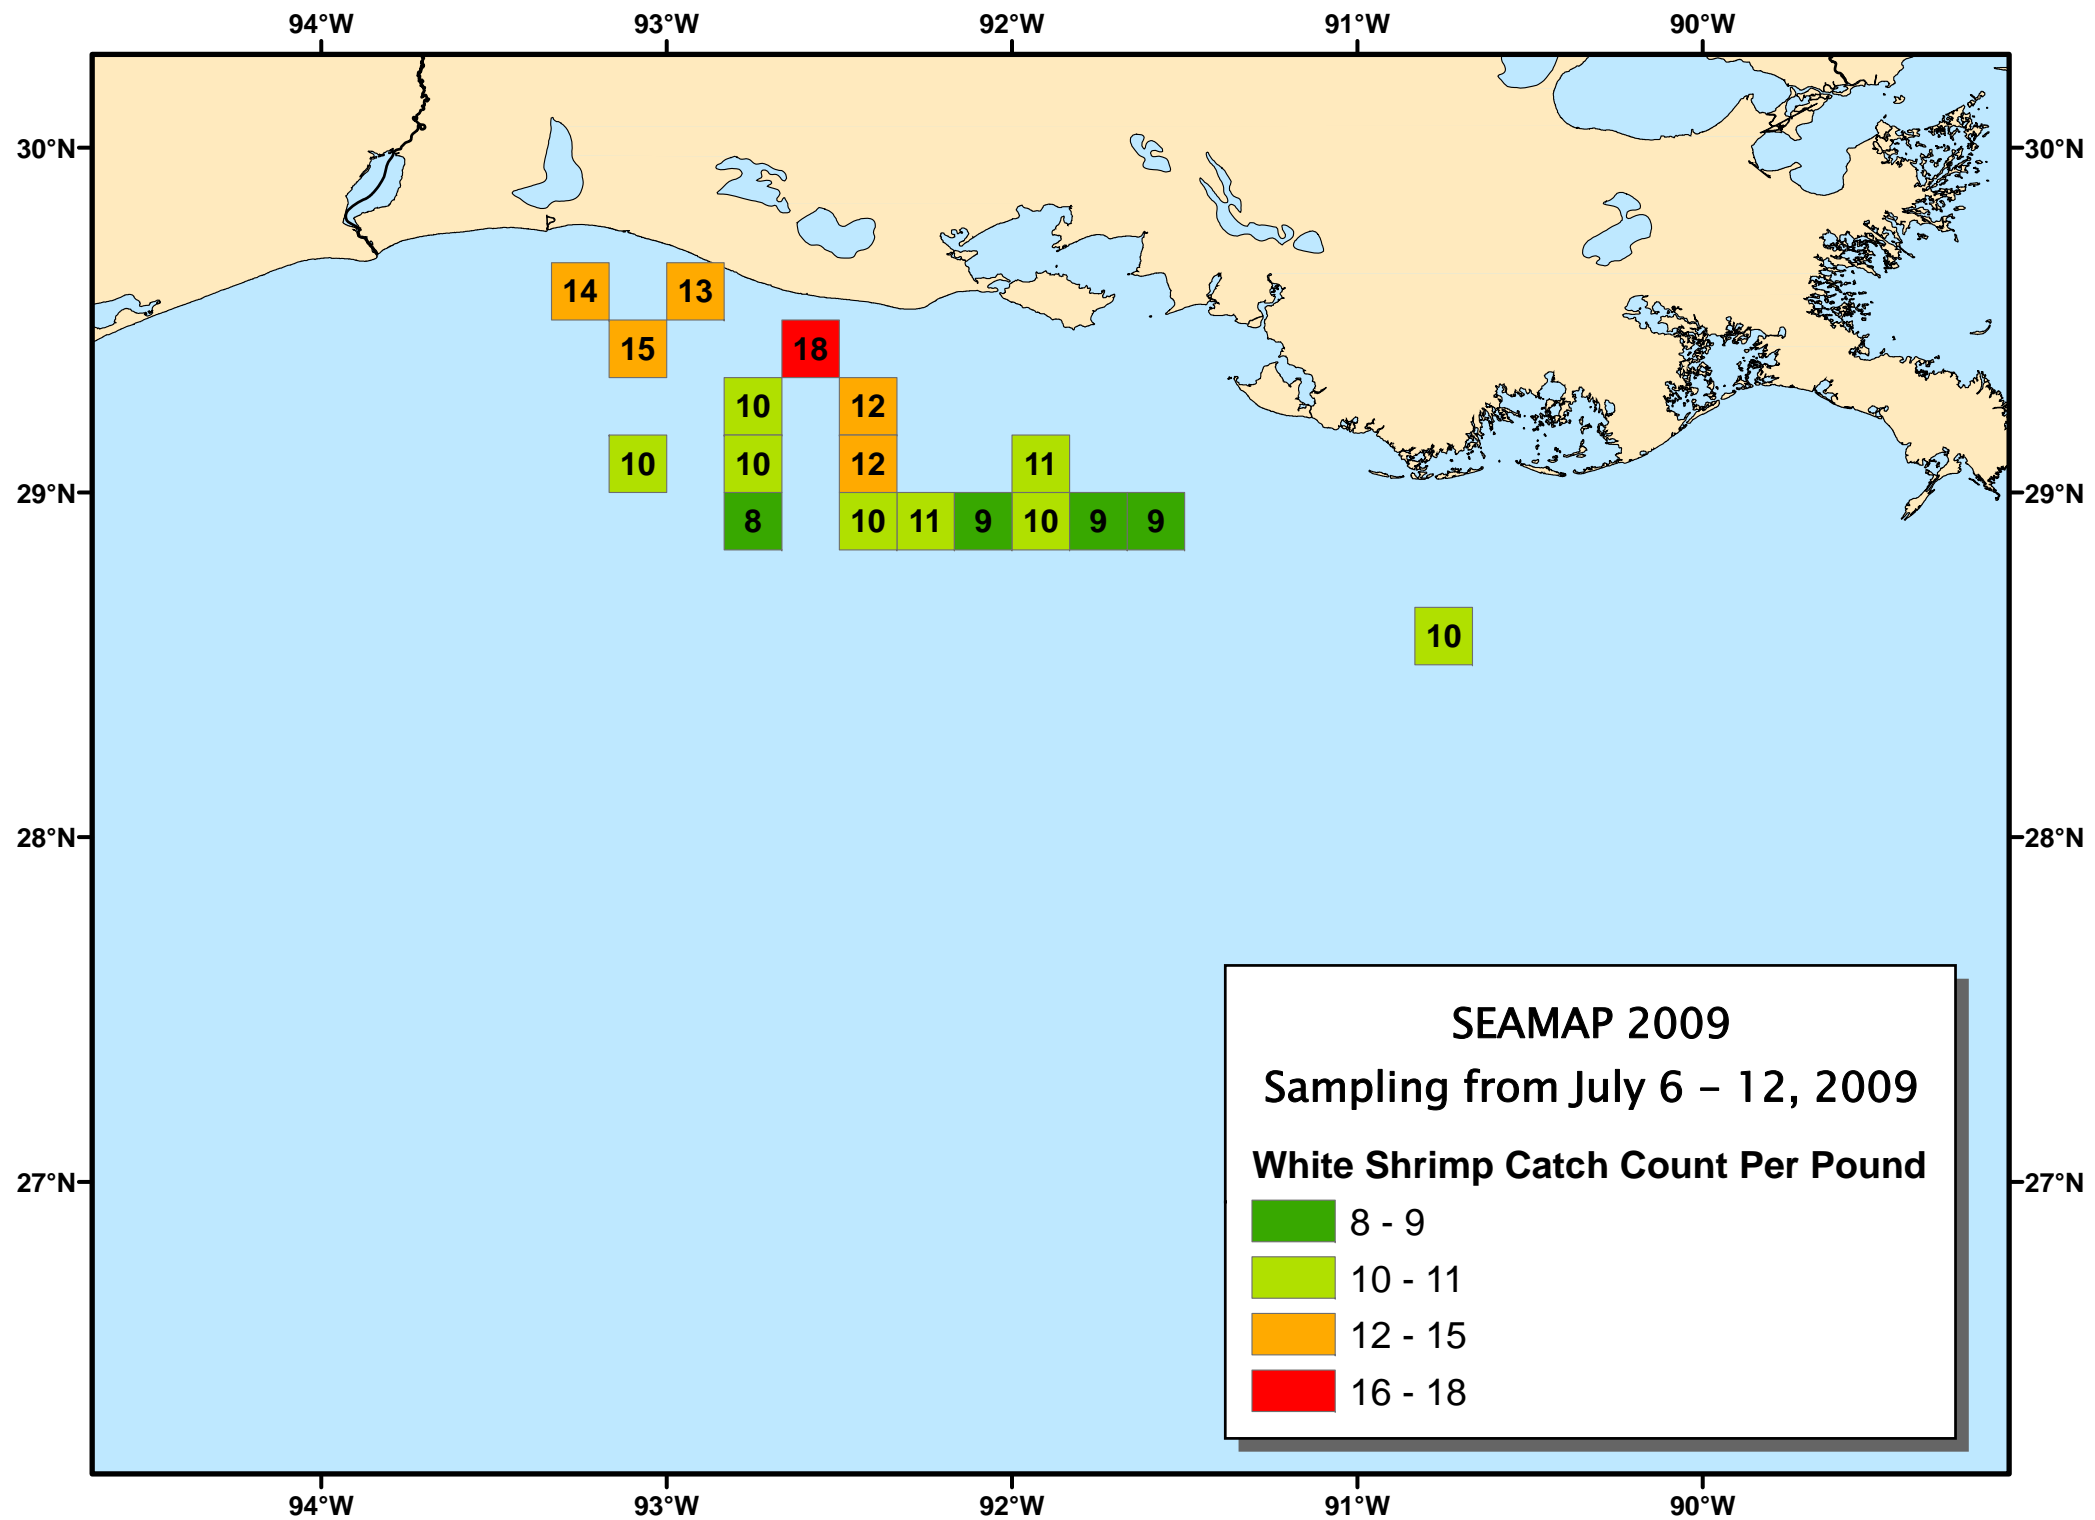 94°W 93°W 92°W 91°W 90°W
30°N 30°N
14 13
15 18
10 12
10 10 12 11
29°N 29°N
8 10 11 9 10 9 9
10
28°N 28°N
SEAMAP 2009
Sampling from July 6 – 12, 2009
White Shrimp Catch Count Per Pound
27°N 27°N
8 - 9
10 - 11
12 - 15
16 - 18
94°W 93°W 92°W 91°W 90°W